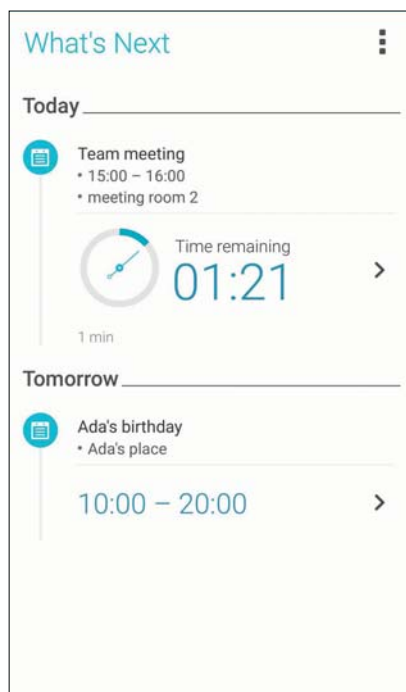 What's Next
Today
Team meeting
• 15:00 – 16:00
• meeting room 2
Time remaining
01:21
1 min
Tomorrow
Ada's birthday
• Ada's place
10:00 – 20:00